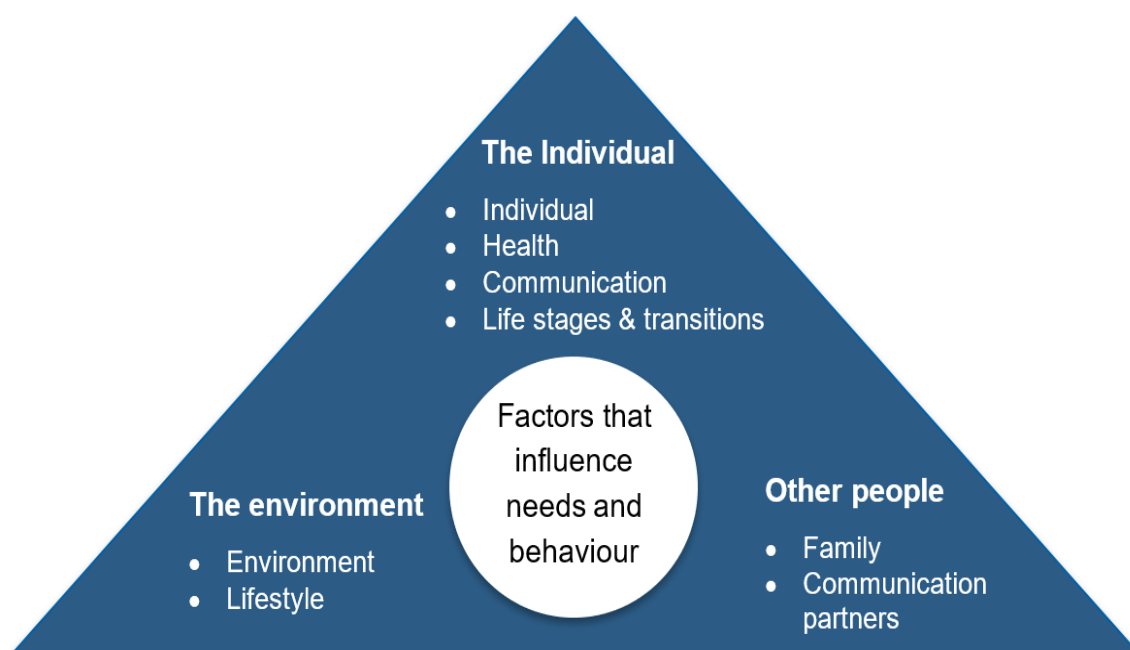 The Individual
• Individual
• Health
• Communication
• Life stages & transitions
Factors that
influence
needs and
behaviour
The environment
• Environment
• Lifestyle
Other people
• Family
• Communication
partners